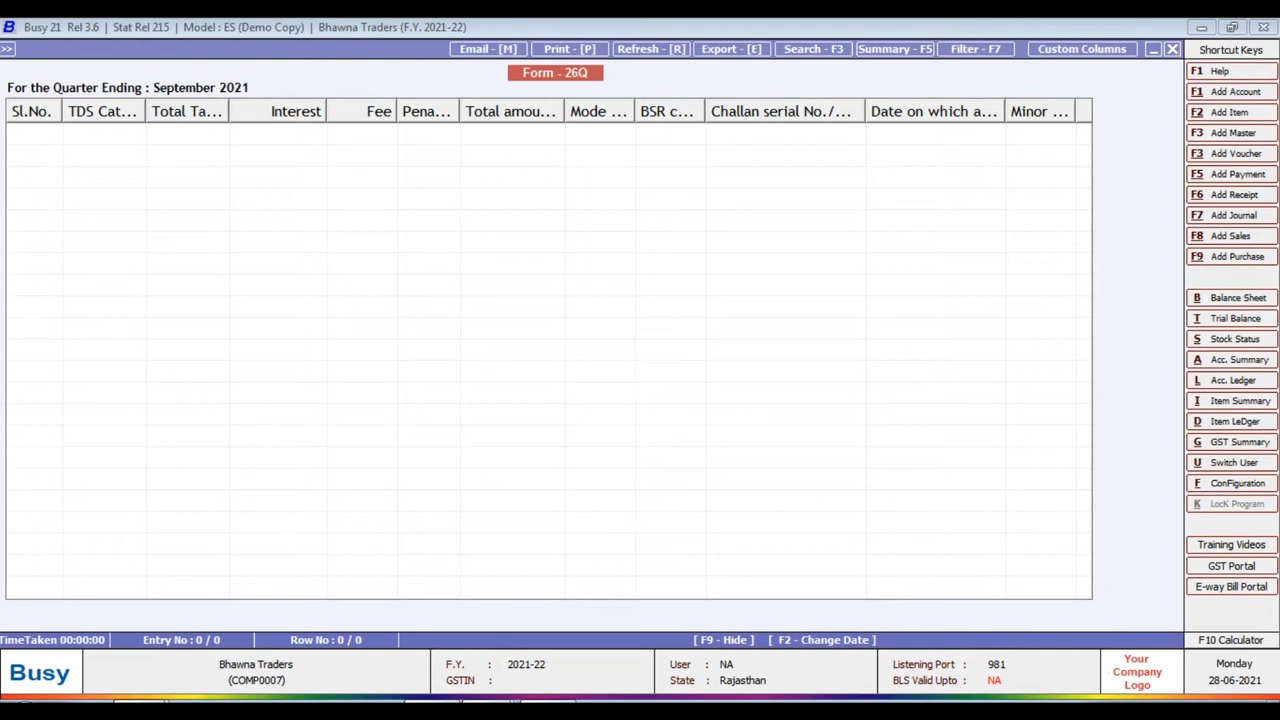 B Busy 21 Rel 3.6 | Stat Rel 215 | Model : ES (Demo Copy) | Bhawna Traders (F.Y. 2021-22)
>> Email - [M] Print - [P] Refresh - [R] Export - [E] Search - F3 Summary - F5 Filter - F7 Custom Columns Shortcut Keys
Form - 26Q
For the Quarter Ending : September 2021
Sl.No. TDS Cat... Total Ta... Interest Fee Pena... Total amou... Mode ... BSR c... Challan serial No./... Date on which a... Minor ...
F1 Help
F1 Add Account
F2 Add Item
F3 Add Master
F3 Add Voucher
F5 Add Payment
F6 Add Receipt
F7 Add Journal
F8 Add Sales
F9 Add Purchase
B Balance Sheet
T Trial Balance
S Stock Status
A Acc. Summary
L Acc. Ledger
I Item Summary
D Item LeDger
G GST Summary
U Switch User
F ConFiguration
K LocK Program
Training Videos
GST Portal
E-way Bill Portal
TimeTaken 00:00:00 Entry No : 0 / 0 Row No : 0 / 0 [ F9 - Hide ] [ F2 - Change Date ] F10 Calculator
Busy
Bhawna Traders
(COMP0007)
F.Y. : 2021-22
GSTIN :
User : NA
State : Rajasthan
Listening Port : 981
BLS Valid Upto : NA
Your
Company
Logo
Monday
28-06-2021